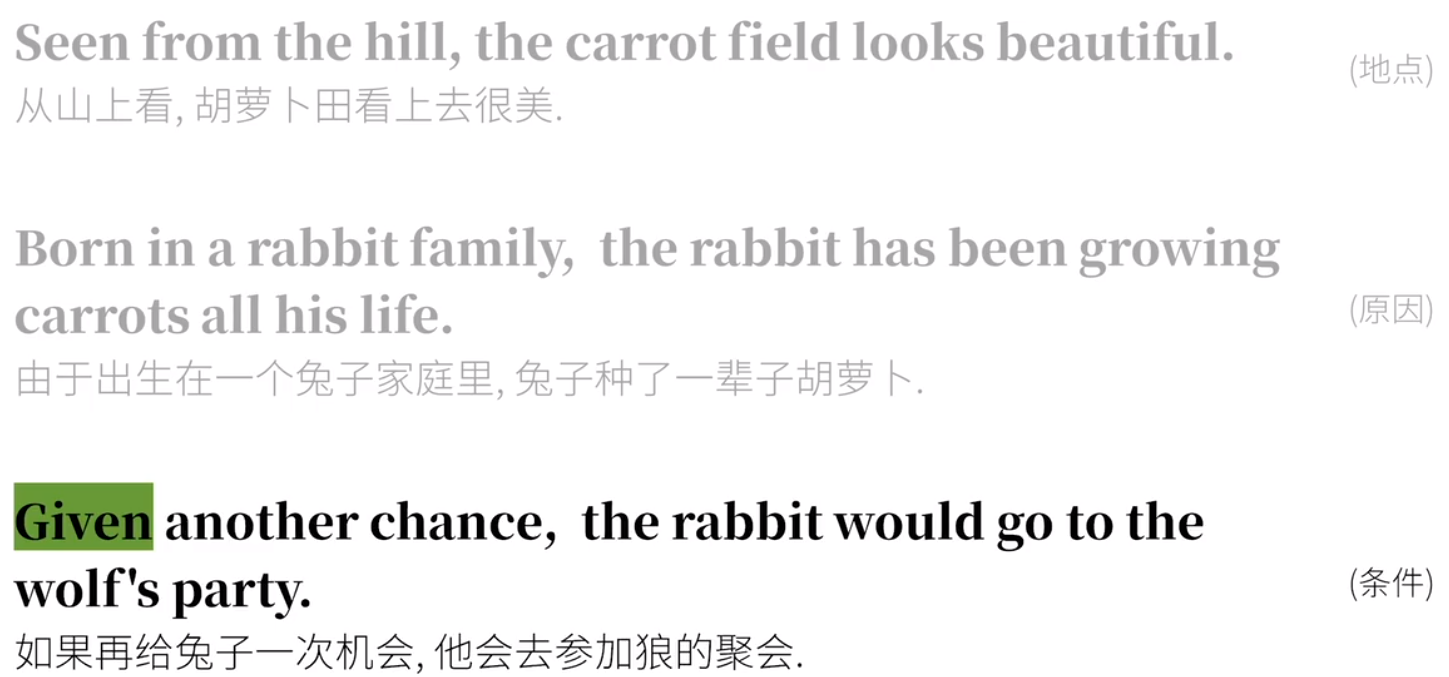 Seen from the hill, the carrot field looks beautiful.
(地点)
从山上看, 胡萝卜田看上去很美.
Born in a rabbit family, the rabbit has been growing
carrots all his life.
(原因)
由于出生在一个兔子家庭里, 兔子种了一辈子胡萝卜.
Given another chance, the rabbit would go to the
wolf's party.
(条件)
如果再给兔子一次机会, 他会去参加狼的聚会.